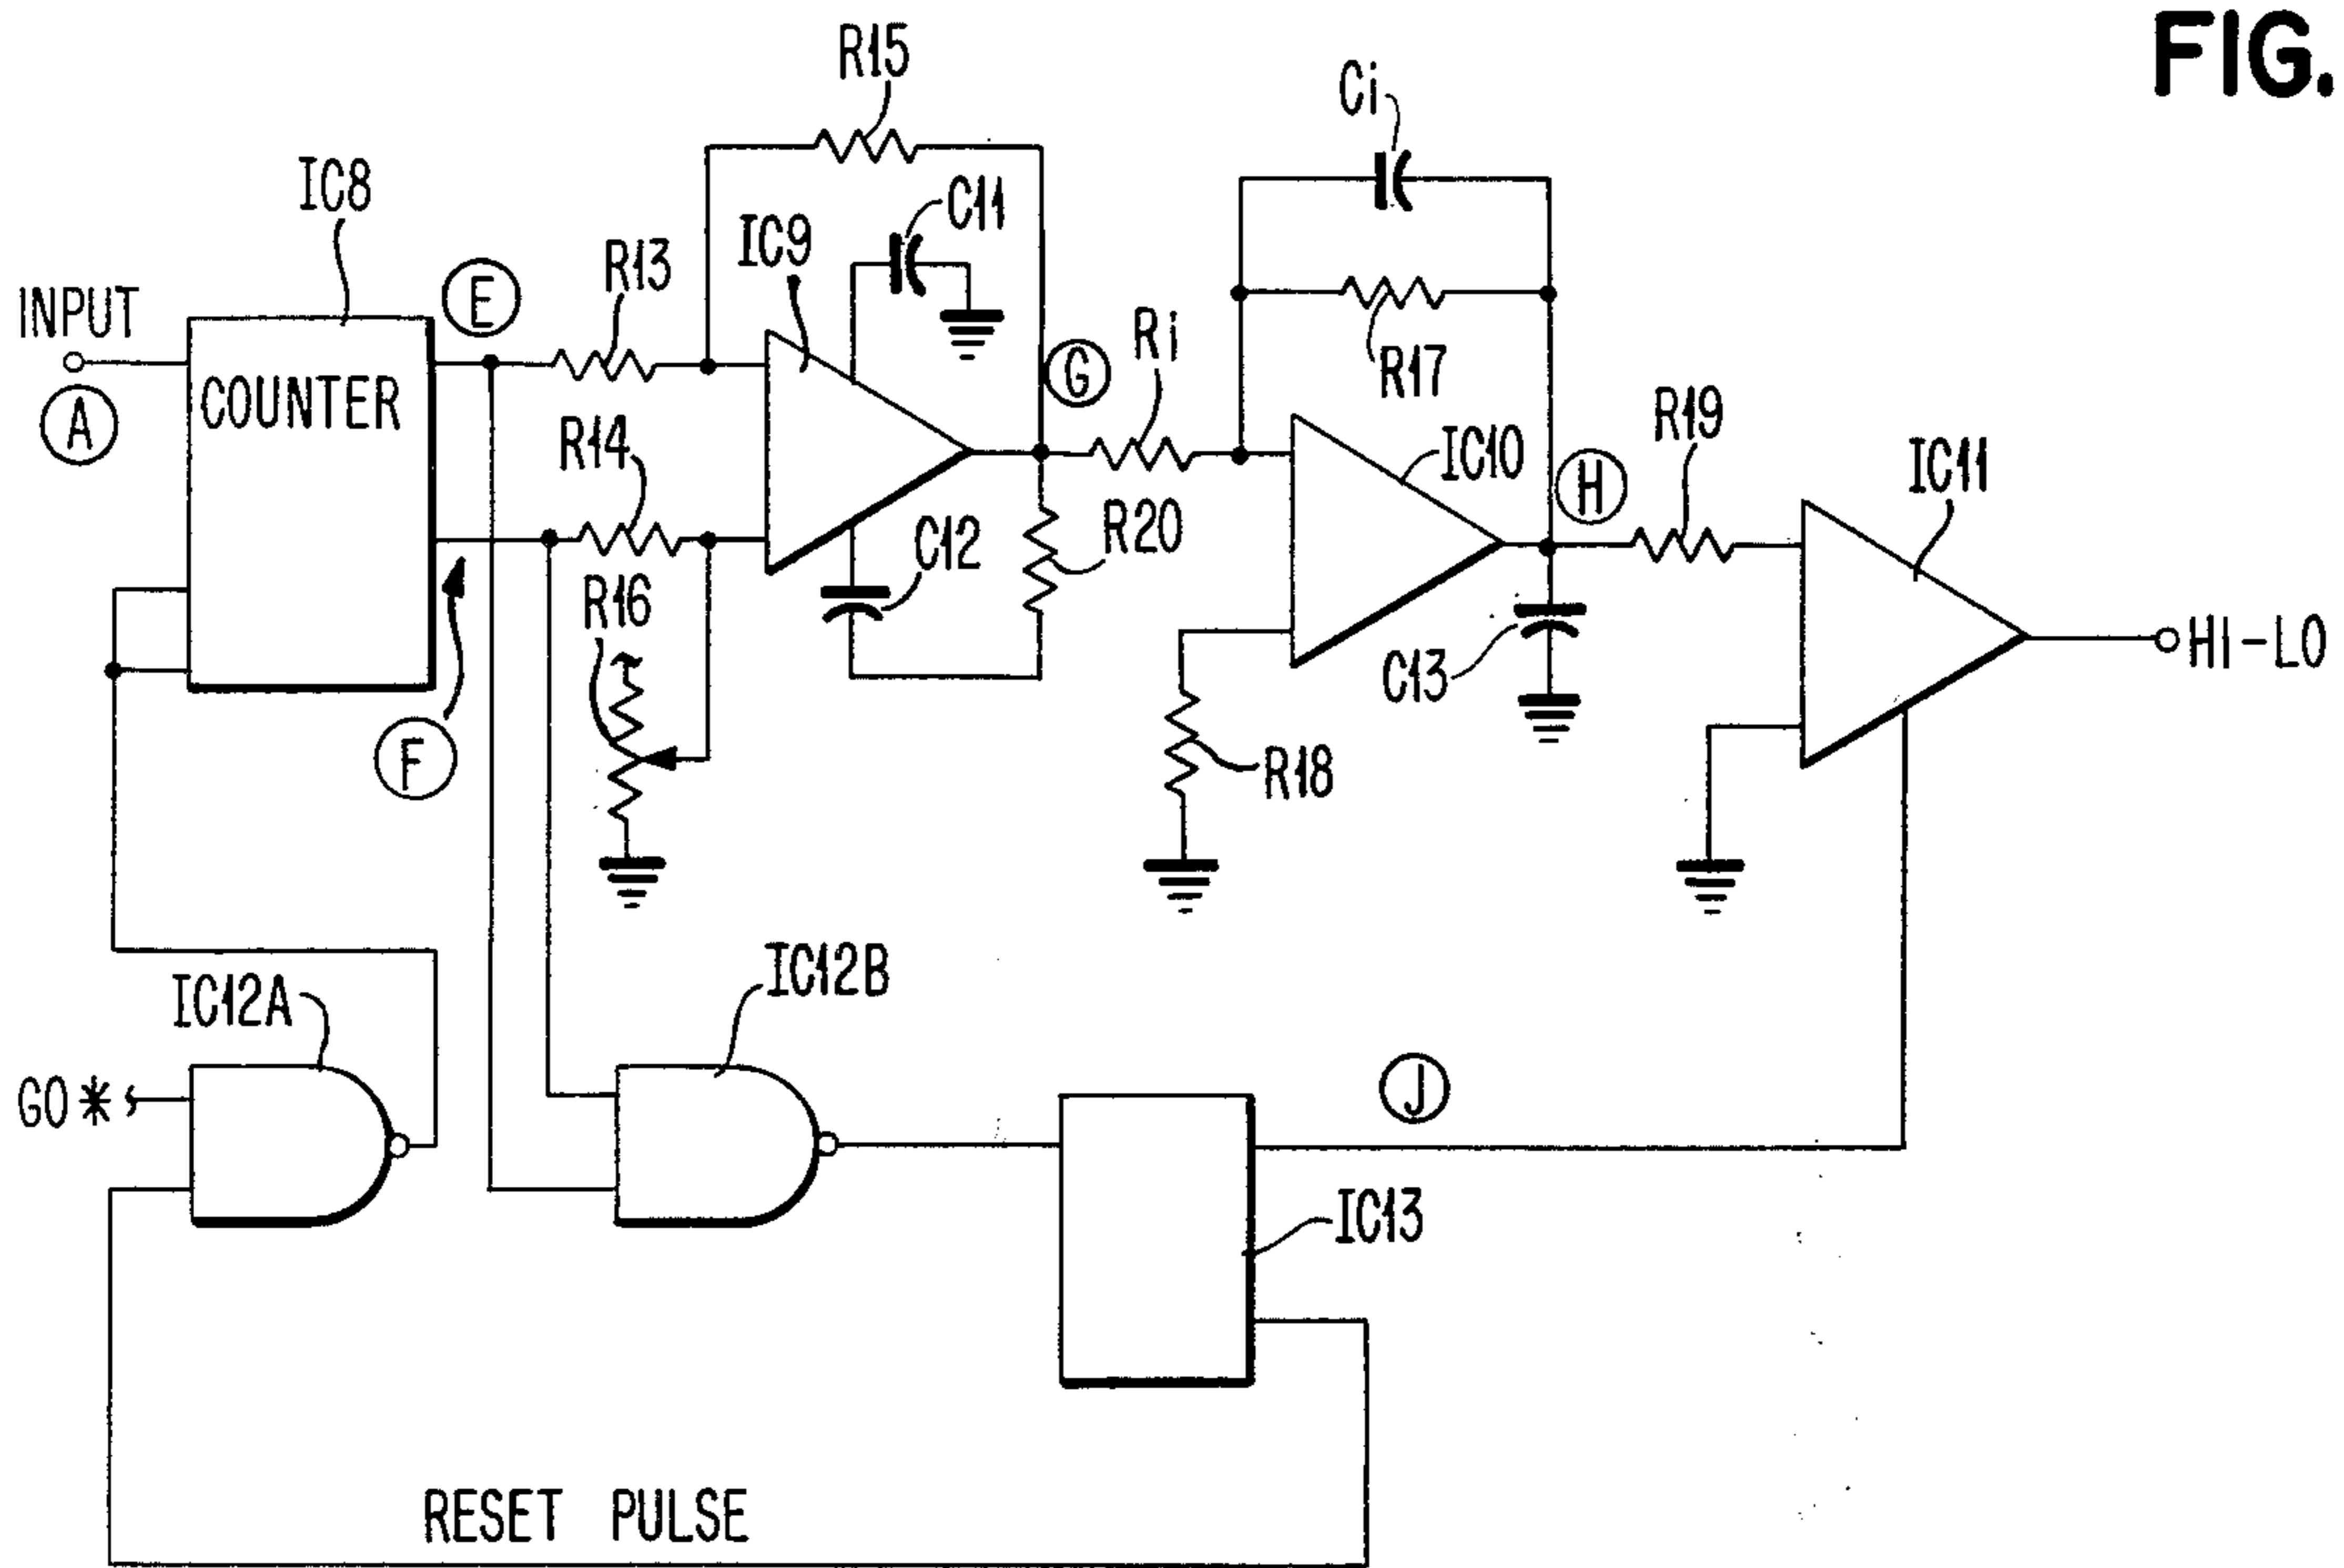 FIG.
R15
Ci
IC8
C11
IC9
R13
E
INPUT
Ri
G
R17
A
COUNTER
R14
R19
IC10
IC11
H
R20
C12
R16
HI-LO
C13
F
R18
IC12B
IC12A
GO*
J
IC13
RESET PULSE